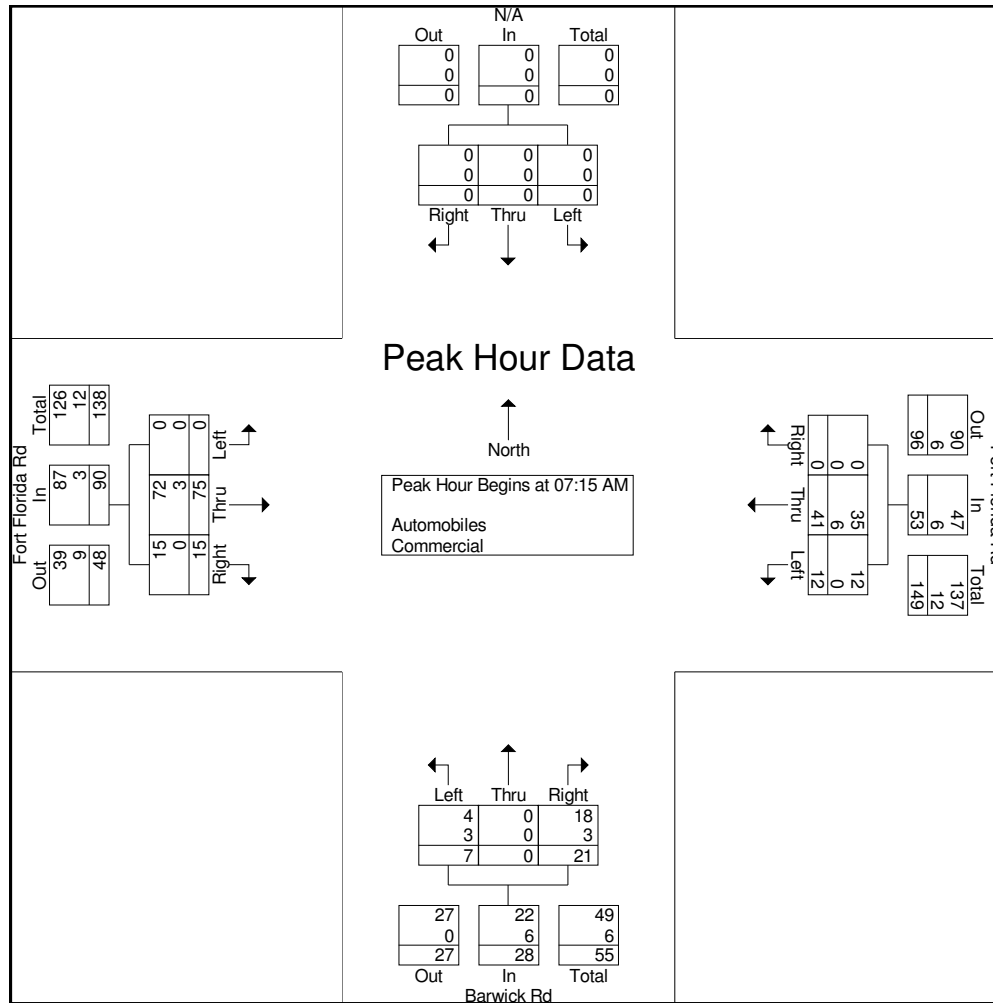 N/A
Out In Total
0 0 0
0 0 0
0 0 0
0 0 0
0 0 0
0 0 0
Right Thru Left
Peak Hour Data
North
Peak Hour Begins at 07:15 AM
Automobiles
Commercial
Fort Florida Rd
Out In Total
39 87 126
9 3 12
48 90 138
15 72 0
0 3 0
15 75 0
Right Thru Left
Out In Total
90 47 137
6 6 12
96 53 149
0 35 12
0 6 0
0 41 12
Right Thru Left
Left Thru Right
4 0 18
3 0 3
7 0 21
27 22 49
0 6 6
27 28 55
Out In Total
Barwick Rd